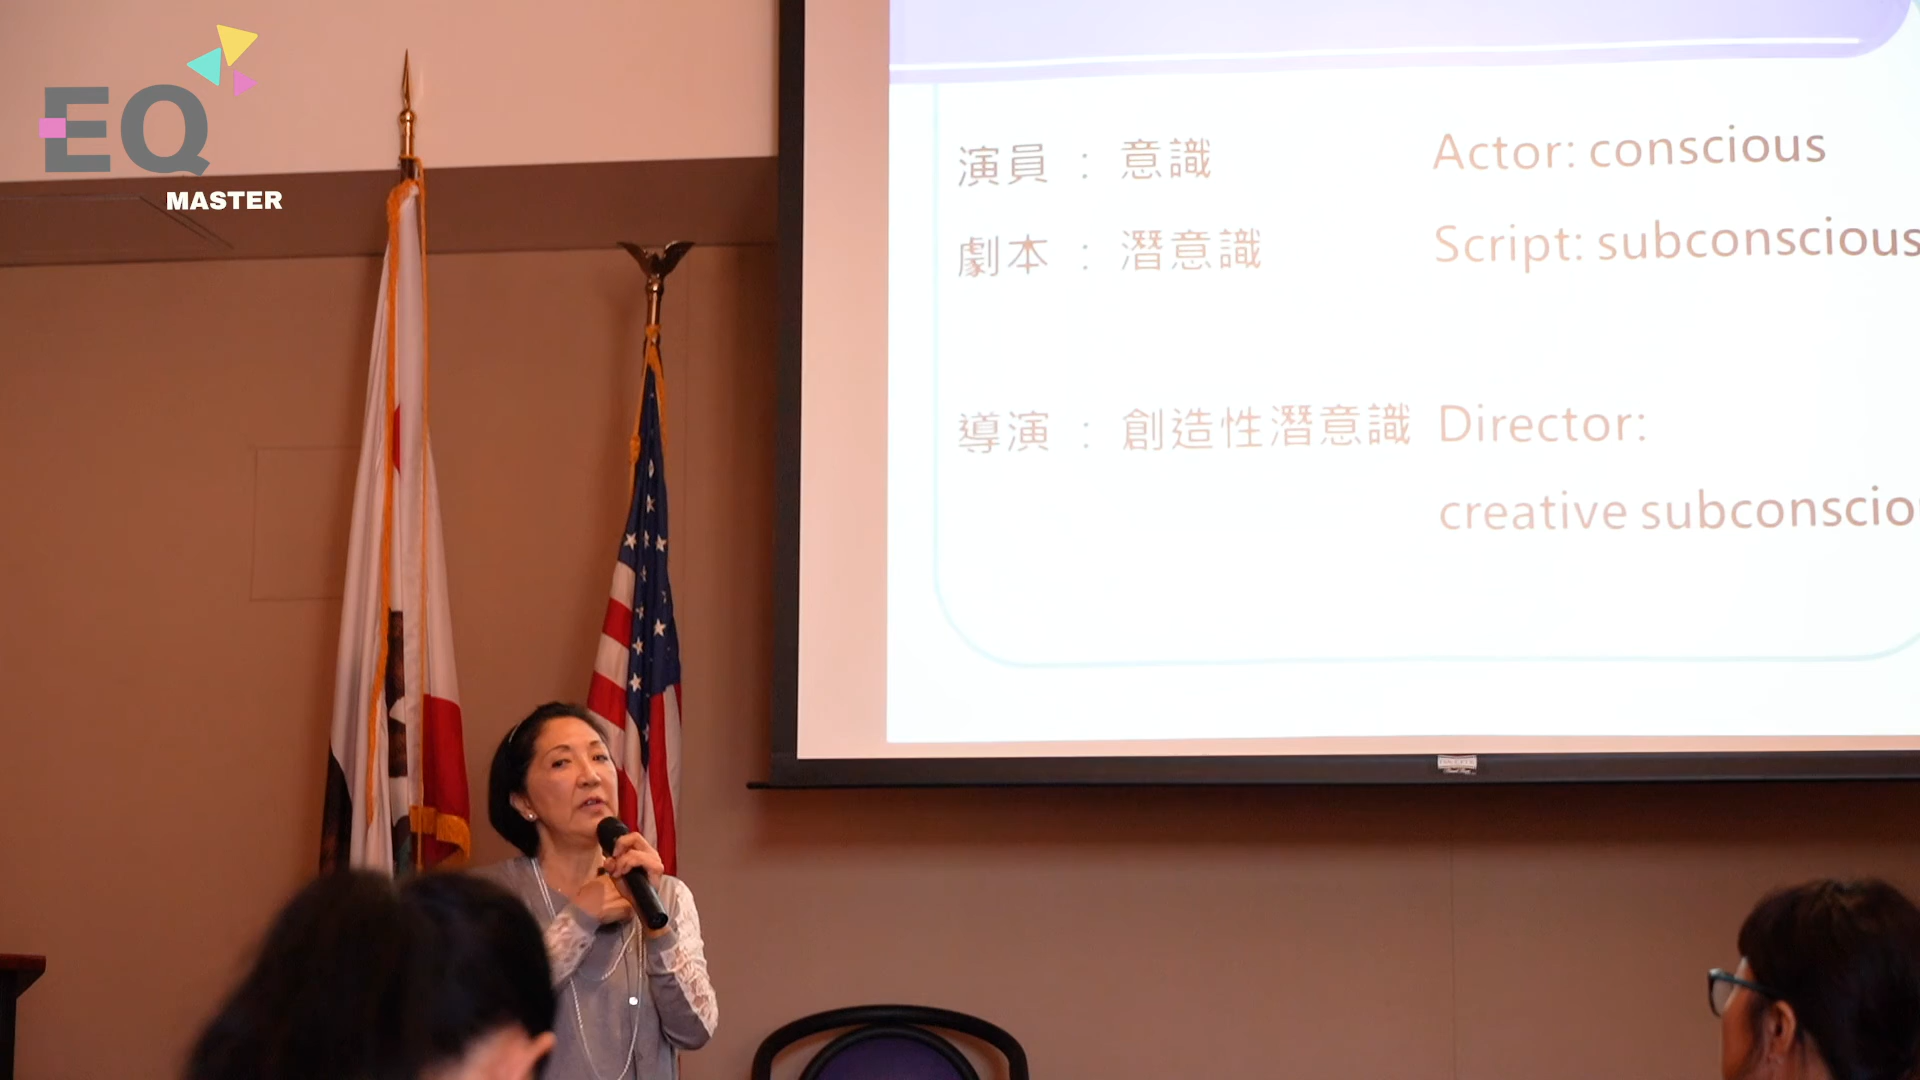 EQ
MASTER
演員 : 意識 Actor: conscious
劇本 : 潛意識 Script: subconscious
導演 : 創造性潛意識 Director:
creative subconscio